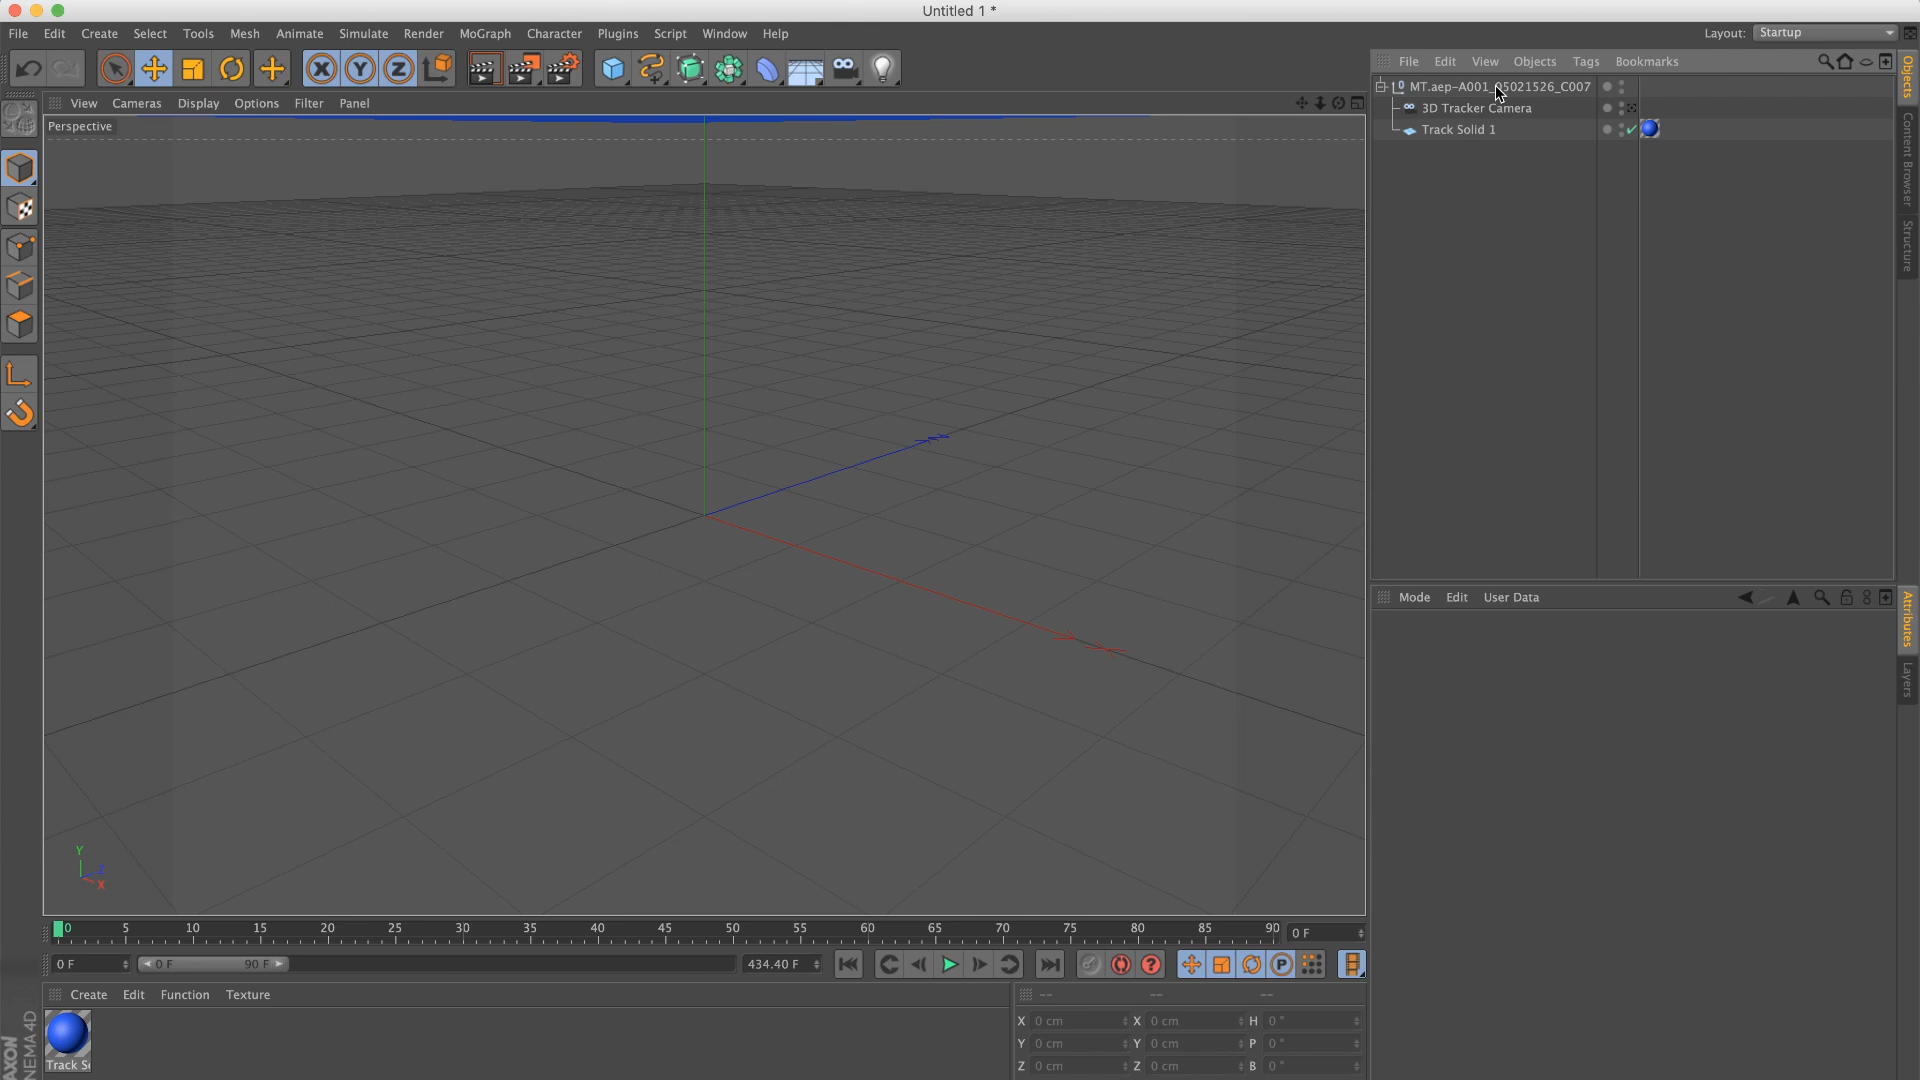 Untitled 1 *
File Edit Create Select Tools Mesh Animate Simulate Render MoGraph Character Plugins Script Window Help
Layout: Startup
View Cameras Display Options Filter Panel
Perspective
Y
Z
X
0 5 10 15 20 25 30 35 40 45 50 55 60 65 70 75 80 85 90
0 F
0 F 0 F 90 F 434.40 F
Create Edit Function Texture
Track So
-- -- --
X 0 cm X 0 cm H 0 °
Y 0 cm Y 0 cm P 0 °
Z 0 cm Z 0 cm B 0 °
File Edit View Objects Tags Bookmarks
MT.aep-A001_05021526_C007
3D Tracker Camera
Track Solid 1
Objects
Content Browser
Structure
Mode Edit User Data
Attributes
Layers
AXON
NEMA 4D